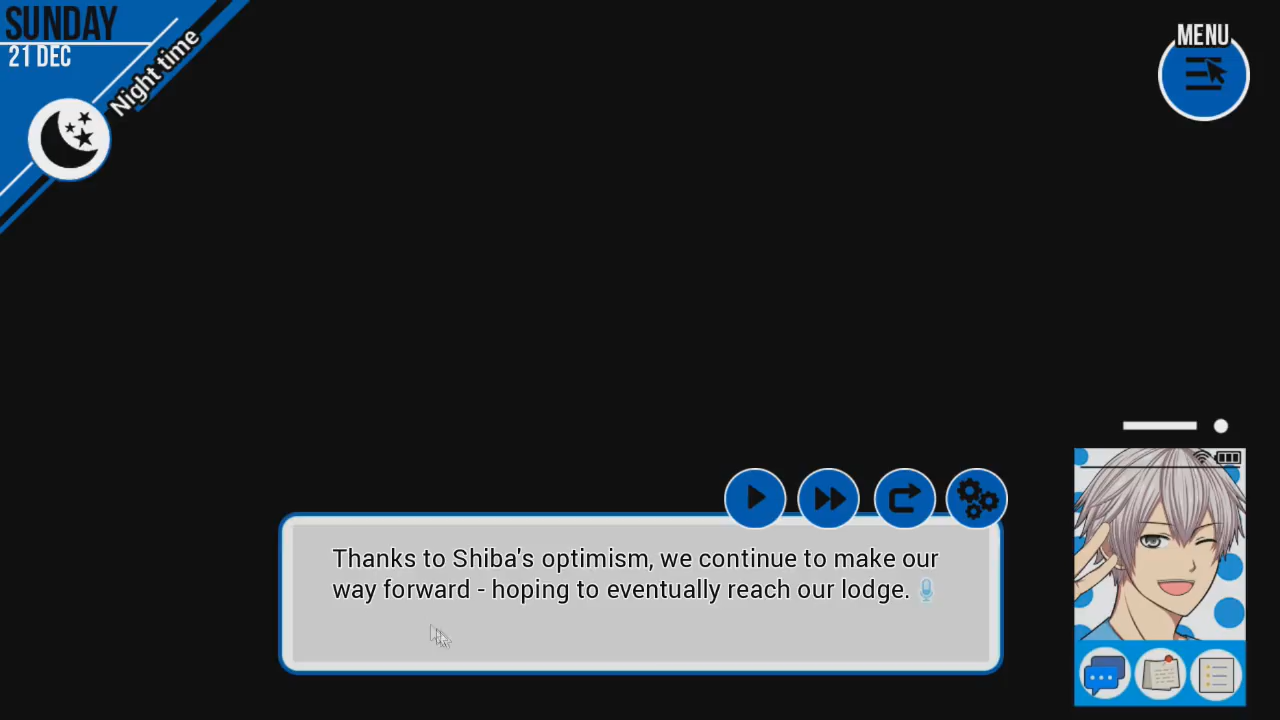 SUNDAY
21 DEC
Night time
MENU
Thanks to Shiba's optimism, we continue to make our
way forward - hoping to eventually reach our lodge.